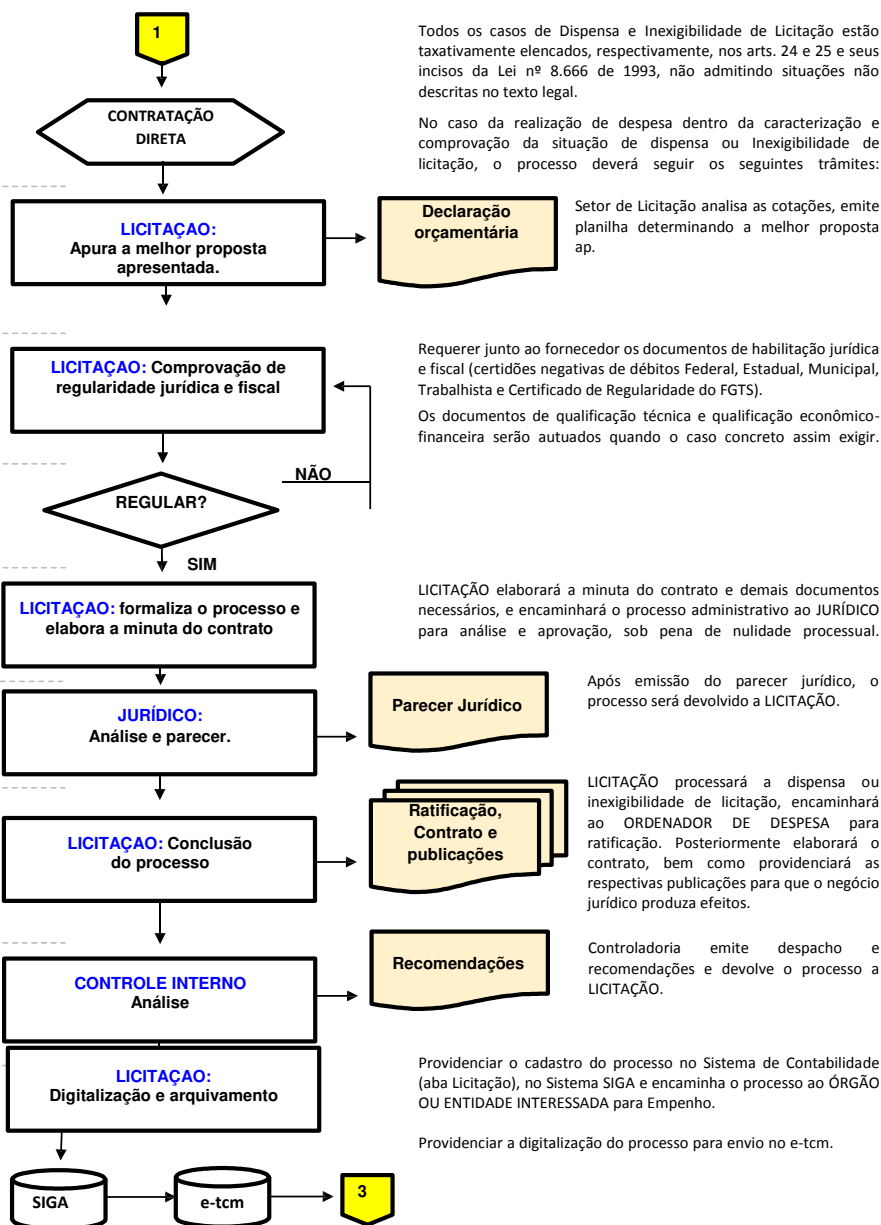 1
Todos os casos de Dispensa e Inexigibilidade de Licitação estão
taxativamente elencados, respectivamente, nos arts. 24 e 25 e seus
incisos da Lei nº 8.666 de 1993, não admitindo situações não
descritas no texto legal.
CONTRATAÇÃO
DIRETA
No caso da realização de despesa dentro da caracterização e
comprovação da situação de dispensa ou Inexigibilidade de
licitação, o processo deverá seguir os seguintes trâmites:
LICITAÇAO:
Apura a melhor proposta
apresentada.
Declaração
orçamentária
Setor de Licitação analisa as cotações, emite
planilha determinando a melhor proposta
ap.
LICITAÇAO: Comprovação de
regularidade jurídica e fiscal
Requerer junto ao fornecedor os documentos de habilitação jurídica
e fiscal (certidões negativas de débitos Federal, Estadual, Municipal,
Trabalhista e Certificado de Regularidade do FGTS).
Os documentos de qualificação técnica e qualificação econômico-
financeira serão autuados quando o caso concreto assim exigir.
NÃO
REGULAR?
SIM
LICITAÇAO: formaliza o processo e
elabora a minuta do contrato
LICITAÇÃO elaborará a minuta do contrato e demais documentos
necessários, e encaminhará o processo administrativo ao JURÍDICO
para análise e aprovação, sob pena de nulidade processual.
JURÍDICO:
Análise e parecer.
Parecer Jurídico
Após emissão do parecer jurídico, o
processo será devolvido a LICITAÇÃO.
LICITAÇAO: Conclusão
do processo
Ratificação,
Contrato e
publicações
LICITAÇÃO processará a dispensa ou
inexigibilidade de licitação, encaminhará
ao ORDENADOR DE DESPESA para
ratificação. Posteriormente elaborará o
contrato, bem como providenciará as
respectivas publicações para que o negócio
jurídico produza efeitos.
CONTROLE INTERNO
Análise
Recomendações
Controladoria emite despacho e
recomendações e devolve o processo a
LICITAÇÃO.
LICITAÇAO:
Digitalização e arquivamento
Providenciar o cadastro do processo no Sistema de Contabilidade
(aba Licitação), no Sistema SIGA e encaminha o processo ao ÓRGÃO
OU ENTIDADE INTERESSADA para Empenho.
Providenciar a digitalização do processo para envio no e-tcm.
SIGA
e-tcm
3